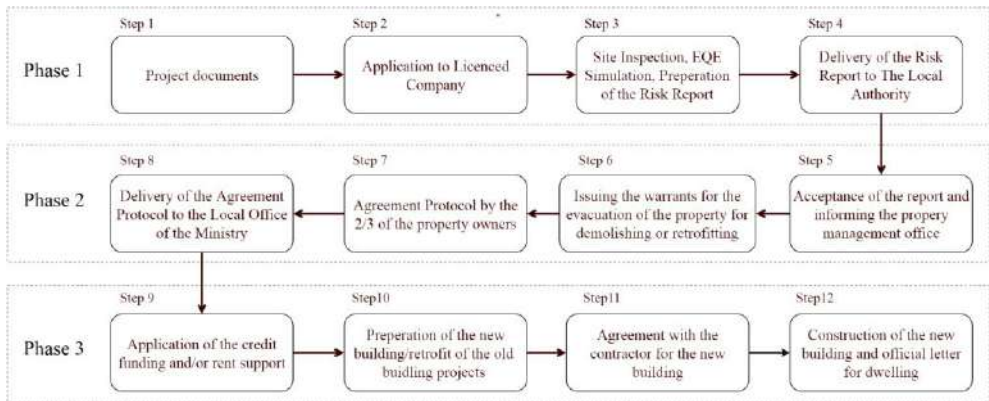 Step 1
Step 2
Step 3
Step 4
Phase 1
Project documents
Application to Licenced
Company
Site Inspection, EQE
Simulation, Preperation
of the Risk Report
Delivery of the Risk
Report to The Local
Authority
Step 8
Step 7
Step 6
Step 5
Phase 2
Delivery of the Agreement
Protocol to the Local Office
of the Ministry
Agreement Protocol by the
2/3 of the property owners
Issuing the warrants for the
evacuation of the property for
demolishing or retrofitting
Acceptance of the report and
informing the propery
management office
Step 9
Step10
Step11
Step12
Phase 3
Application of the credit
funding and/or rent support
Preperation of the new
building/retrofit of the old
buidling projects
Agreement with the
contractor for the new
building
Construction of the new
building and official letter
for dwelling